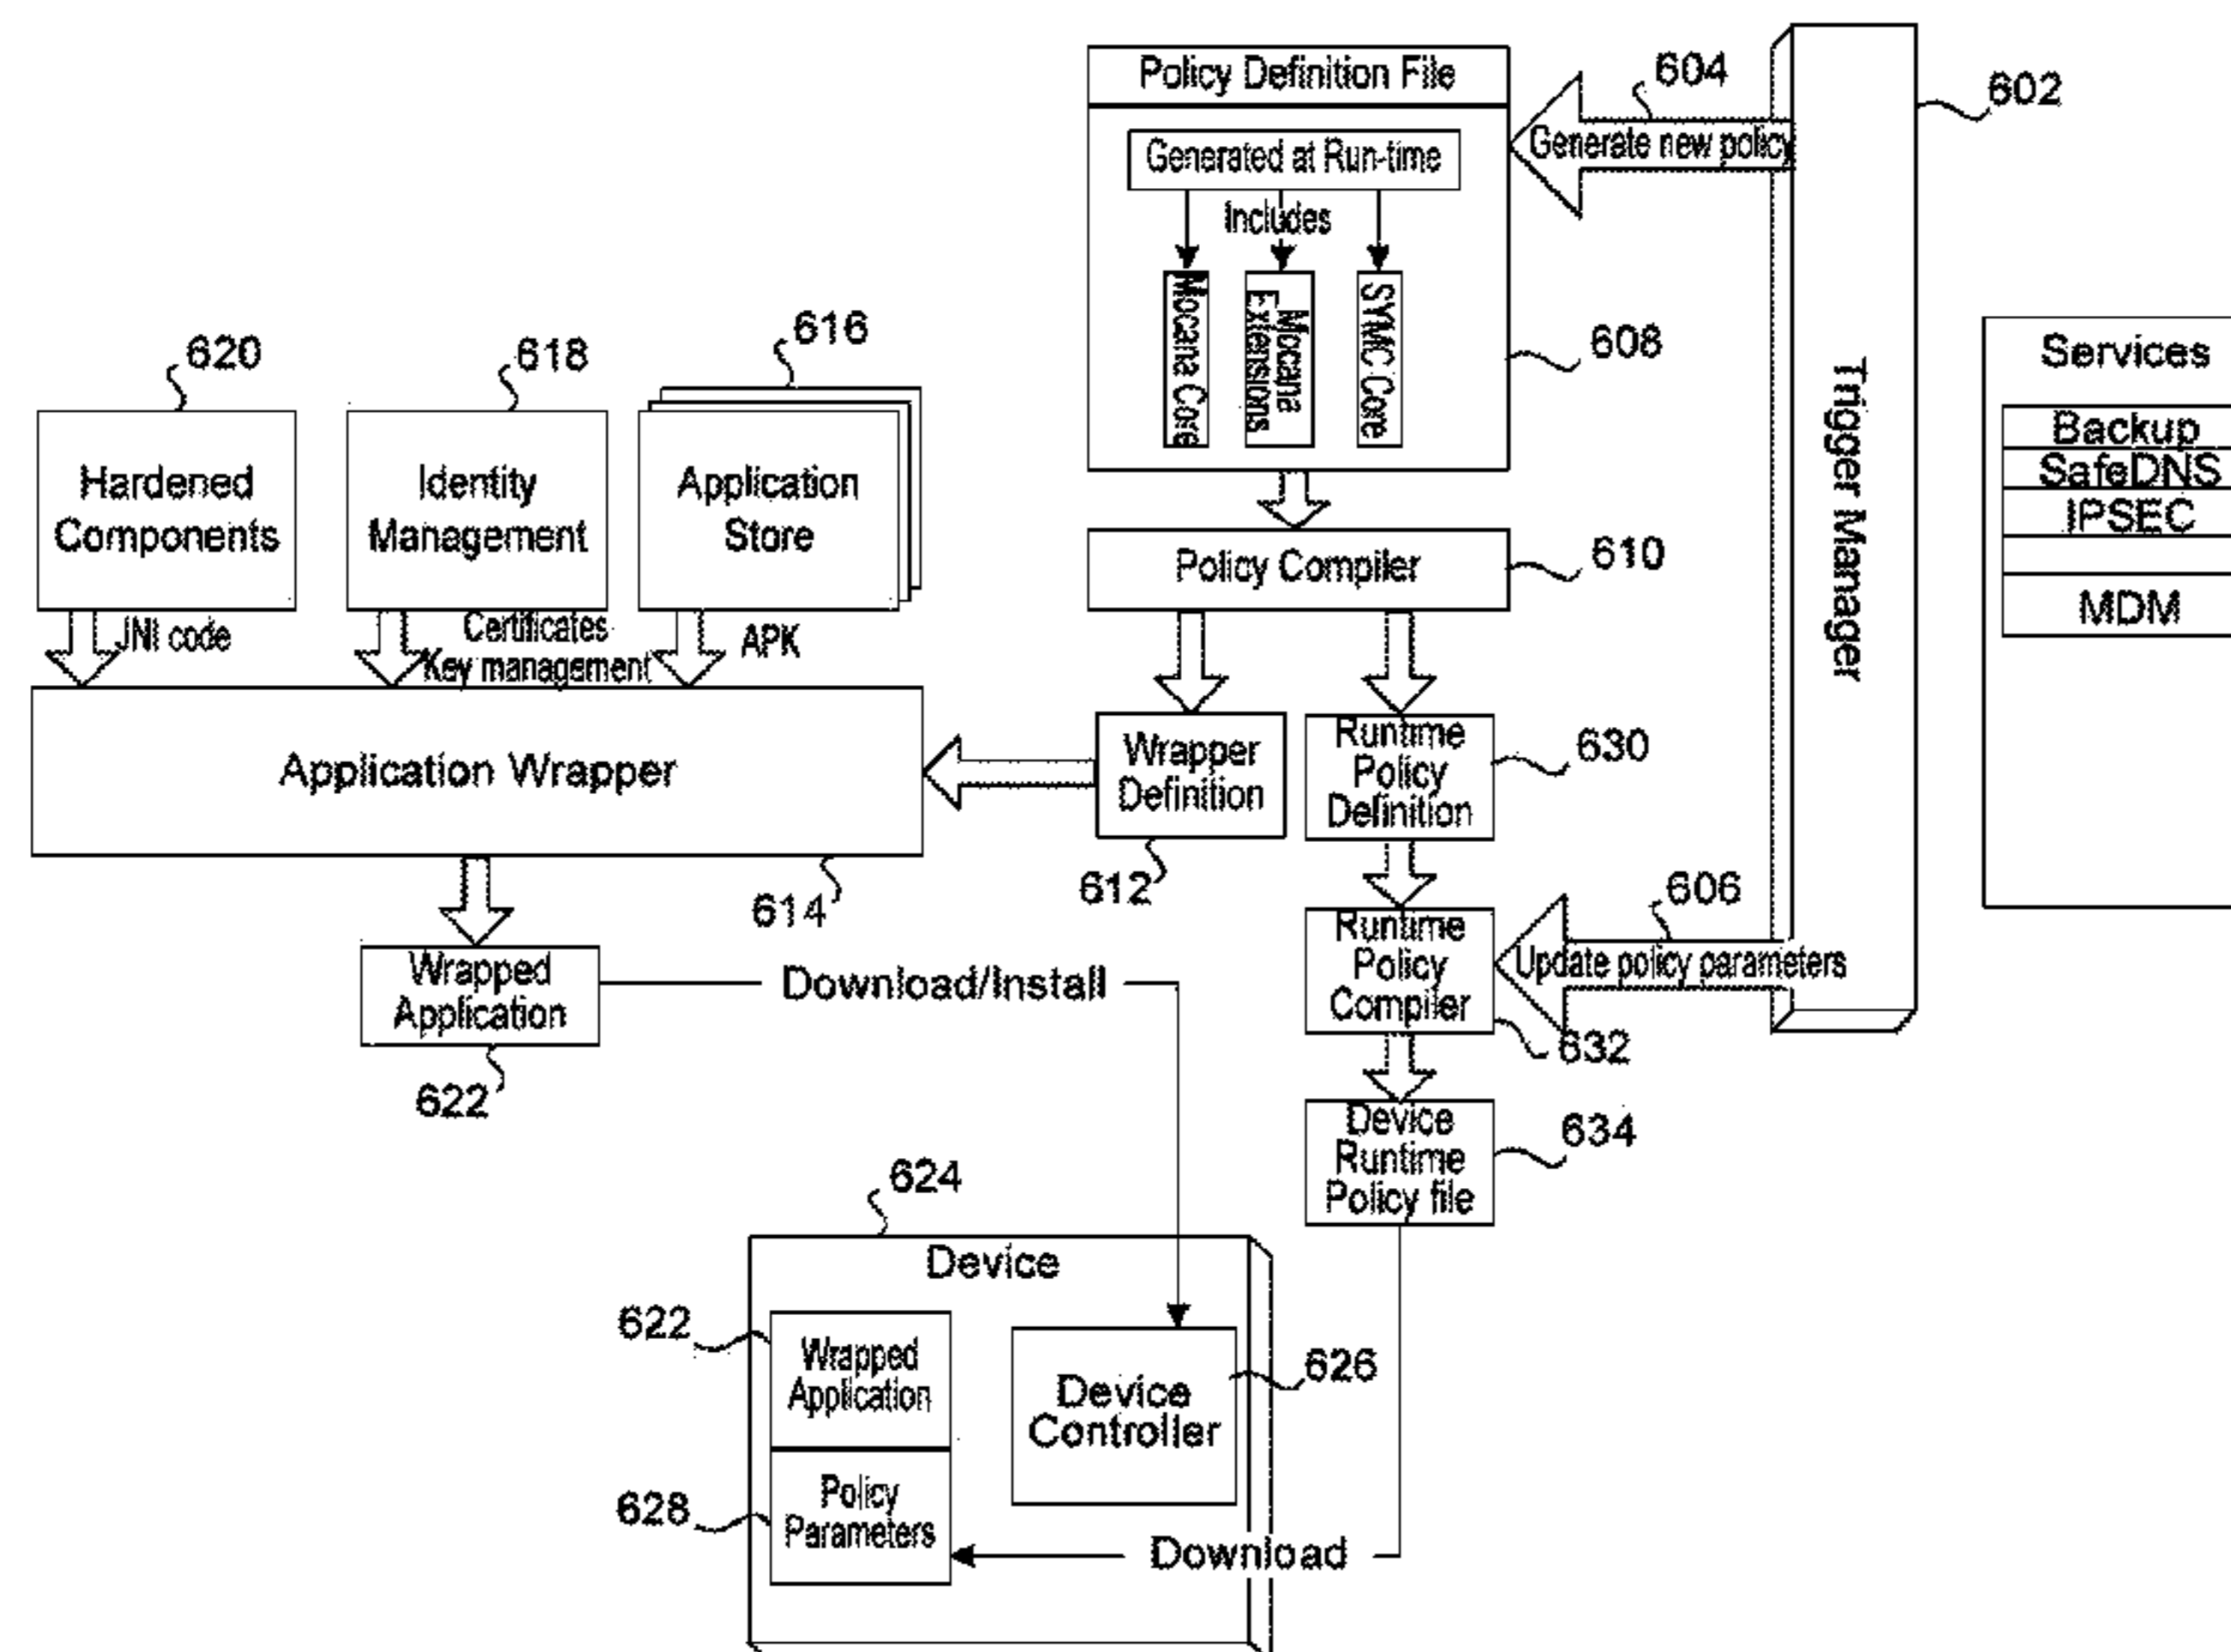 Policy Definition File
604
602
Generate new policy
Generated at Run-time
Includes
Mocana Core
Mocana
Extensions
SYMC Core
608
620
618
616
Hardened
Components
Identity
Management
Application
Store
Services
Backup
SafeDNS
IPSEC
MDM
Trigger Manager
Policy Compiler
610
JNI code
Certificates
Key management
APK
Application Wrapper
614
Wrapper
Definition
612
Runtime
Policy
Definition
630
606
Update policy parameters
Runtime
Policy
Compiler
632
Wrapped
Application
622
Download/Install
Device
Runtime
Policy file
634
624
Device
622
Wrapped
Application
Device
Controller
626
628
Policy
Parameters
Download